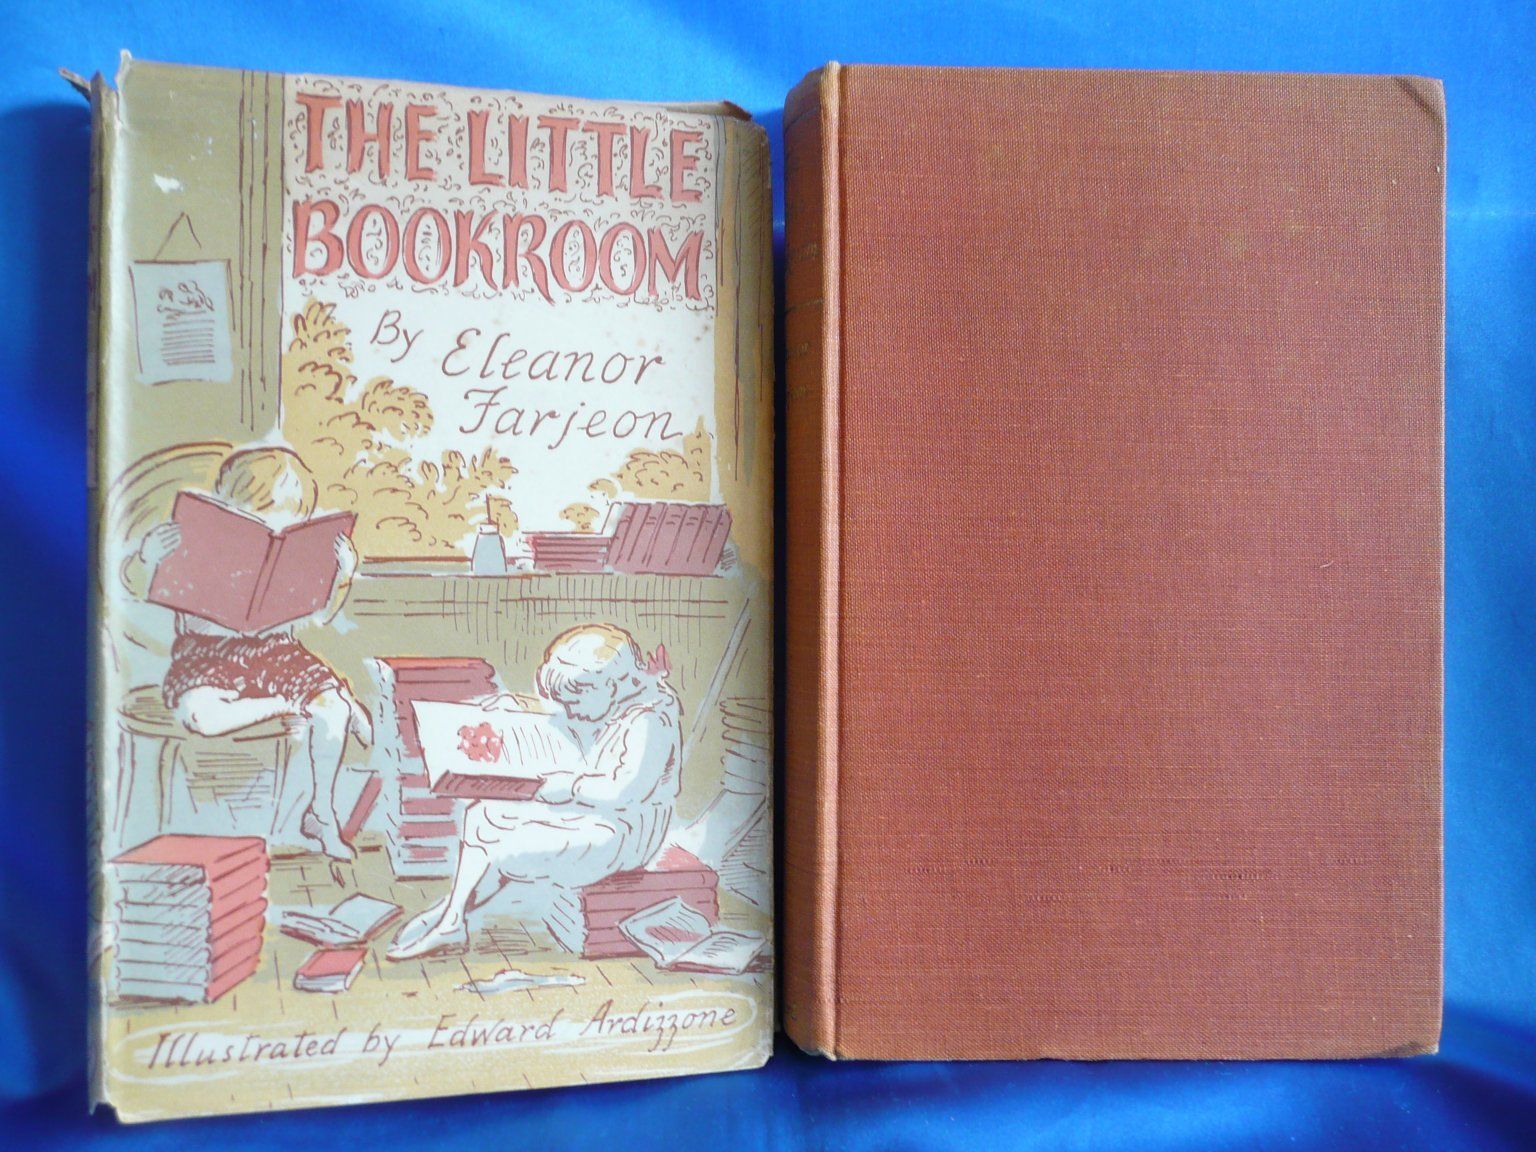 THE LITTLE
BOOKROOM
By Eleanor
Farjeon
Illustrated by Edward Ardizzone